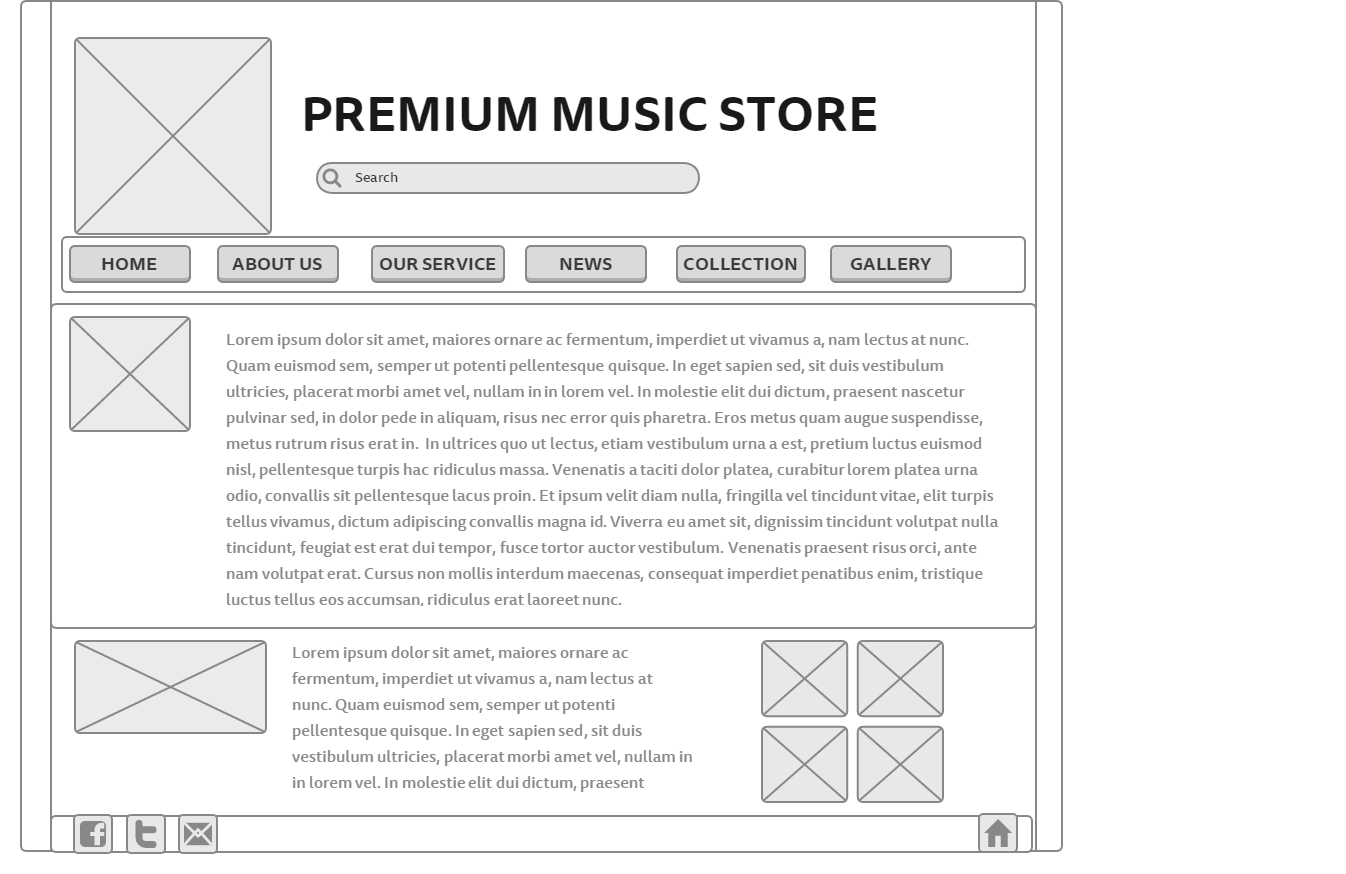 PREMIUM MUSIC STORE
Search
HOME ABOUT US OUR SERVICE NEWS COLLECTION GALLERY
Lorem ipsum dolor sit amet, maiores ornare ac fermentum, imperdiet ut vivamus a, nam lectus at nunc.
Quam euismod sem, semper ut potenti pellentesque quisque. In eget sapien sed, sit duis vestibulum
ultricies, placerat morbi amet vel, nullam in in lorem vel. In molestie elit dui dictum, praesent nascetur
pulvinar sed, in dolor pede in aliquam, risus nec error quis pharetra. Eros metus quam augue suspendisse,
metus rutrum risus erat in.  In ultrices quo ut lectus, etiam vestibulum urna a est, pretium luctus euismod
nisl, pellentesque turpis hac ridiculus massa. Venenatis a taciti dolor platea, curabitur lorem platea urna
odio, convallis sit pellentesque lacus proin. Et ipsum velit diam nulla, fringilla vel tincidunt vitae, elit turpis
tellus vivamus, dictum adipiscing convallis magna id. Viverra eu amet sit, dignissim tincidunt volutpat nulla
tincidunt, feugiat est erat dui tempor, fusce tortor auctor vestibulum. Venenatis praesent risus orci, ante
nam volutpat erat. Cursus non mollis interdum maecenas, consequat imperdiet penatibus enim, tristique
luctus tellus eos accumsan, ridiculus erat laoreet nunc.
Lorem ipsum dolor sit amet, maiores ornare ac
fermentum, imperdiet ut vivamus a, nam lectus at
nunc. Quam euismod sem, semper ut potenti
pellentesque quisque. In eget sapien sed, sit duis
vestibulum ultricies, placerat morbi amet vel, nullam in
in lorem vel. In molestie elit dui dictum, praesent